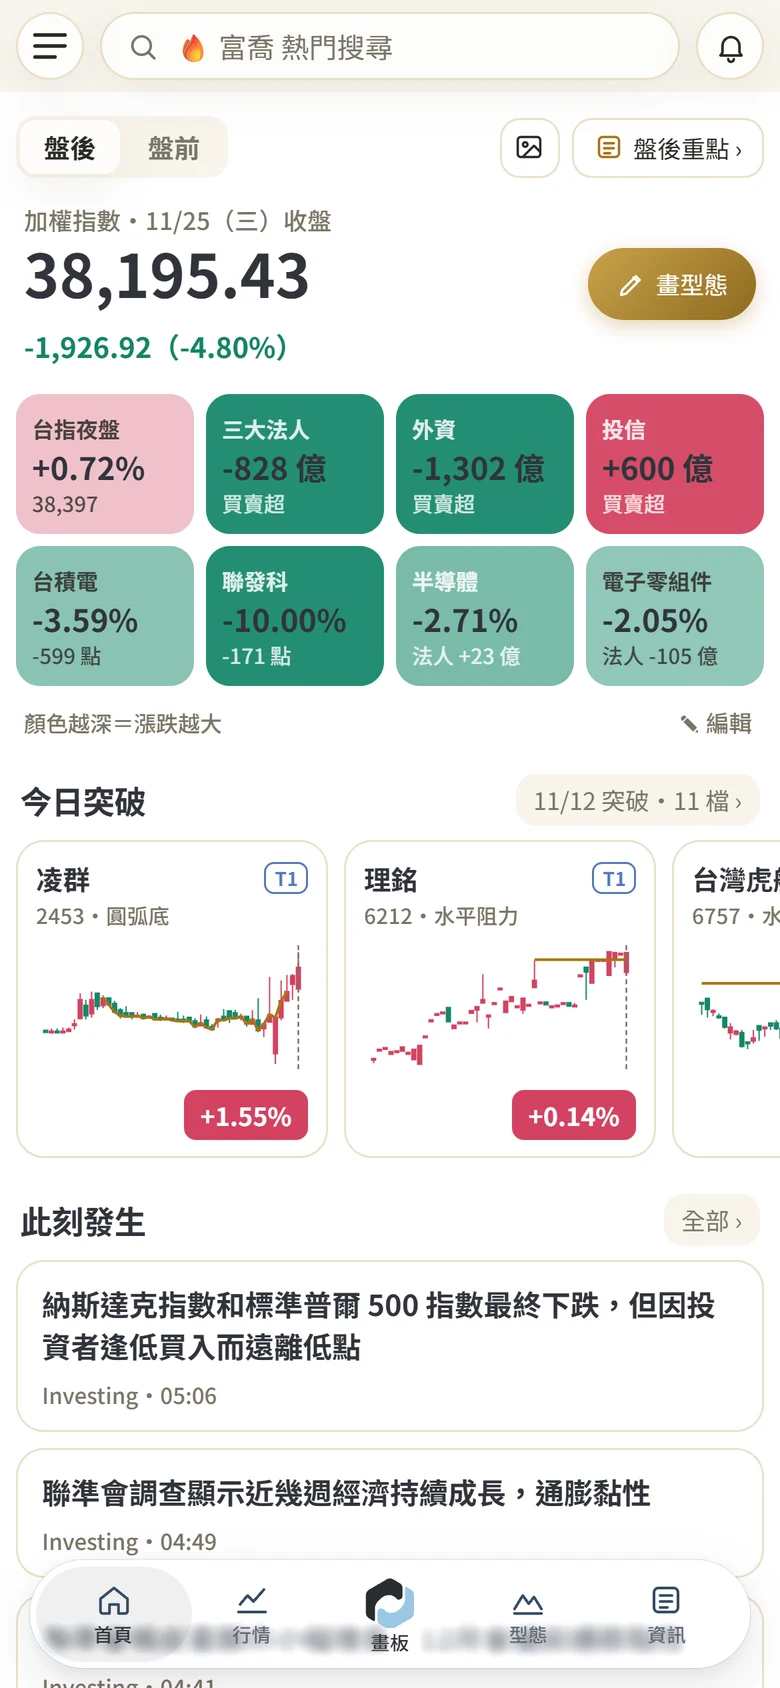 富喬 熱門搜尋
盤後
盤前
盤後重點 ›
加權指數・11/25（三）收盤
38,195.43
-1,926.92（-4.80%）
畫型態
台指夜盤
+0.72%
38,397
三大法人
-828 億
買賣超
外資
-1,302 億
買賣超
投信
+600 億
買賣超
台積電
-3.59%
-599 點
聯發科
-10.00%
-171 點
半導體
-2.71%
法人 +23 億
電子零組件
-2.05%
法人 -105 億
顏色越深＝漲跌越大
編輯
今日突破
11/12 突破・11 檔 ›
凌群
T1
2453・圓弧底
+1.55%
理銘
T1
6212・水平阻力
+0.14%
台灣虎
6757・水
此刻發生
全部 ›
納斯達克指數和標準普爾 500 指數最終下跌，但因投
資者逢低買入而遠離低點
Investing・05:06
聯準會調查顯示近幾週經濟持續成長，通膨黏性
Investing・04:49
首頁
行情
畫板
型態
資訊
Investing・04:41